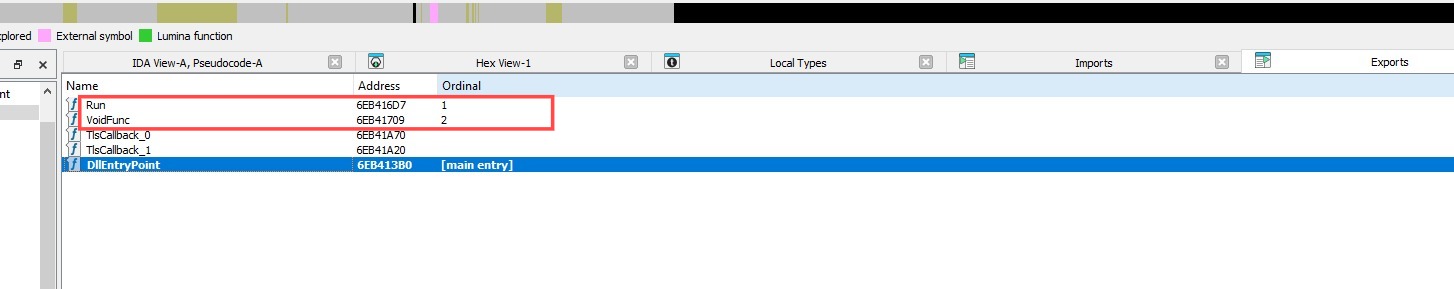 plored External symbol Lumina function
IDA View-A, Pseudocode-A Hex View-1 Local Types Imports Exports
nt Name Address Ordinal
Run 6EB416D7 1
VoidFunc 6EB41709 2
TlsCallback_0 6EB41A70
TlsCallback_1 6EB41A20
DllEntryPoint 6EB413B0 [main entry]